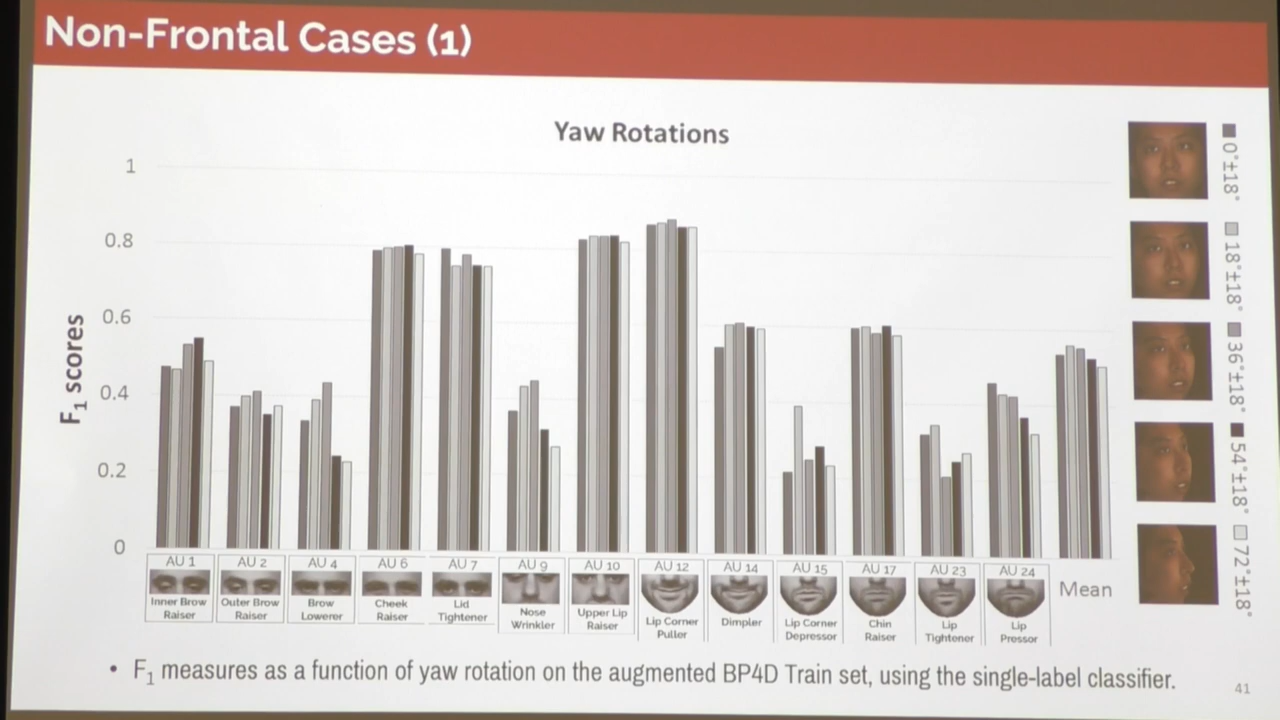 Non-Frontal Cases (1)
Yaw Rotations
F1 scores
1
0.8
0.6
0.4
0.2
0
AU 1
Inner Brow
Raiser
AU 2
Outer Brow
Raiser
AU 4
Brow
Lowerer
AU 6
Cheek
Raiser
AU 7
Lid
Tightener
AU 9
Nose
Wrinkler
AU 10
Upper Lip
Raiser
AU 12
Lip Corner
Puller
AU 14
Dimpler
AU 15
Lip Corner
Depressor
AU 17
Chin
Raiser
AU 23
Lip
Tightener
AU 24
Lip
Pressor
Mean
0°±18°
18°±18°
36°±18°
54°±18°
72°±18°
• F1 measures as a function of yaw rotation on the augmented BP4D Train set, using the single-label classifier.
41